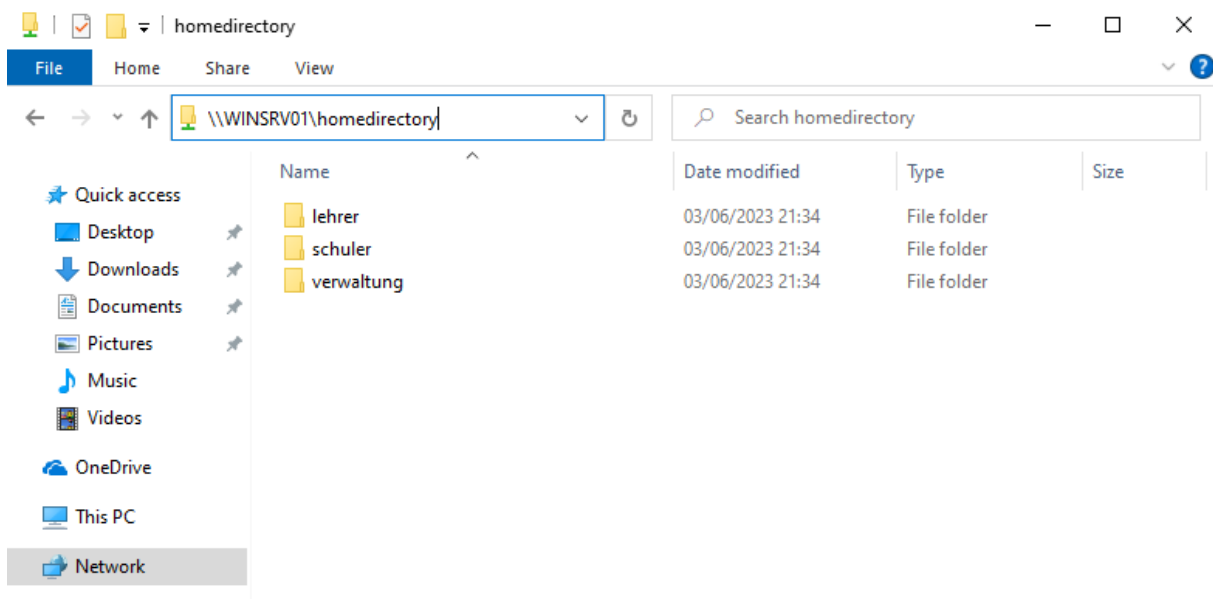 homedirectory
File Home Share View
\\WINSRV01\homedirectory Search homedirectory
Name Date modified Type Size
Quick access
Desktop
Downloads
Documents
Pictures
Music
Videos
OneDrive
This PC
Network
lehrer 03/06/2023 21:34 File folder
schuler 03/06/2023 21:34 File folder
verwaltung 03/06/2023 21:34 File folder